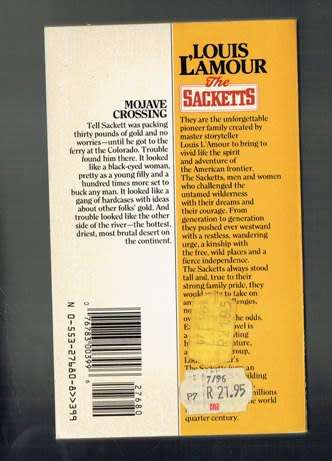 MOJAVE
CROSSING
Tell Sackett was packing
thirty pounds of gold and no
worries—until he got to the
ferry at the Colorado. Trouble
found him there. It looked
like a black-eyed woman,
pretty as a young filly and a
hundred times more set to
buck any man. It looked like a
gang of hardcases with ideas
about other folks' gold. And
trouble looked like the other
side of the river—the hottest,
driest, most brutal desert on
the continent.
LOUIS
L'AMOUR
The
SACKETTS
They are the unforgettable
pioneer family created by
master storyteller
Louis L'Amour to bring to
vivid life the spirit
and adventure of
the American frontier.
The Sacketts, men and women
who challenged the
untamed wilderness
with their dreams and
their courage. From
generation to generation
they pushed ever westward
with a restless, wandering
urge, a kinship with
the free, wild places and a
fierce independence.
The Sacketts always stood
tall and, true to their
strong family pride, they
would to take on
the odds.
is
millions
the world
quarter century.
7/96
P7 R 21.95
0 76783 00399 6
27680
N 0-553-27680-8>>399